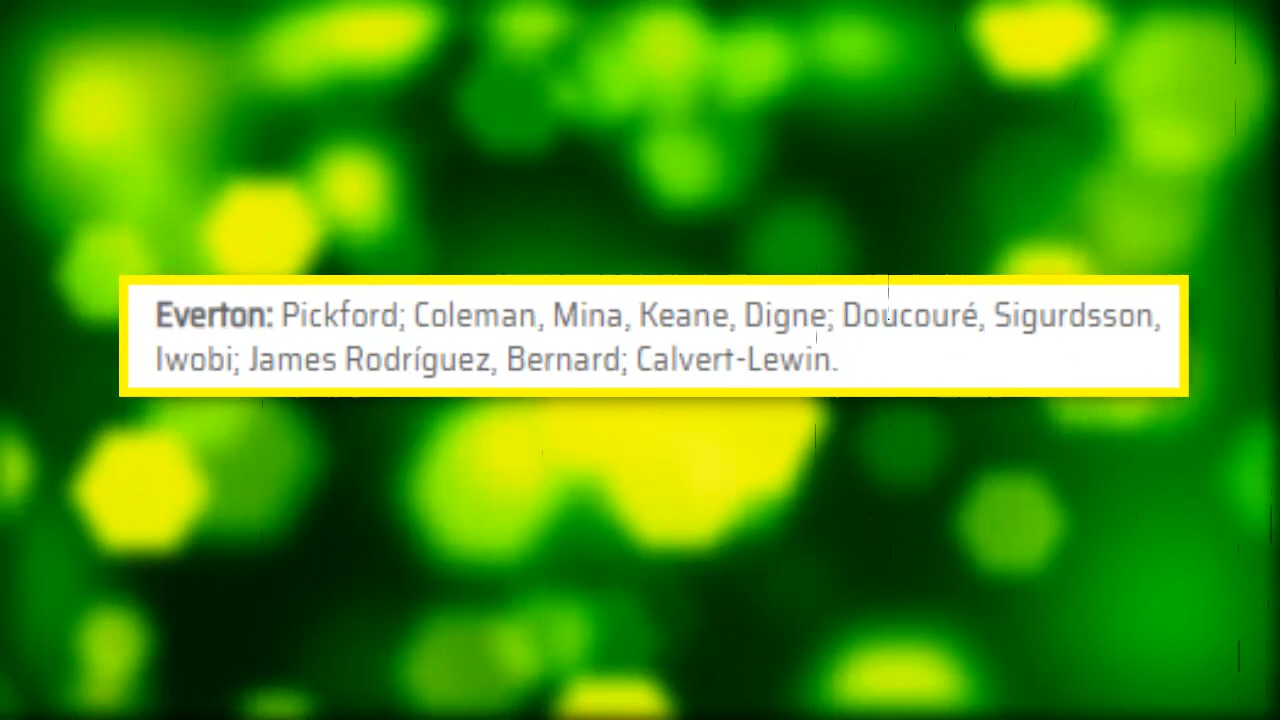 Everton: Pickford; Coleman, Mina, Keane, Digne; Doucouré, Sigurdsson,
Iwobi; James Rodríguez, Bernard; Calvert-Lewin.